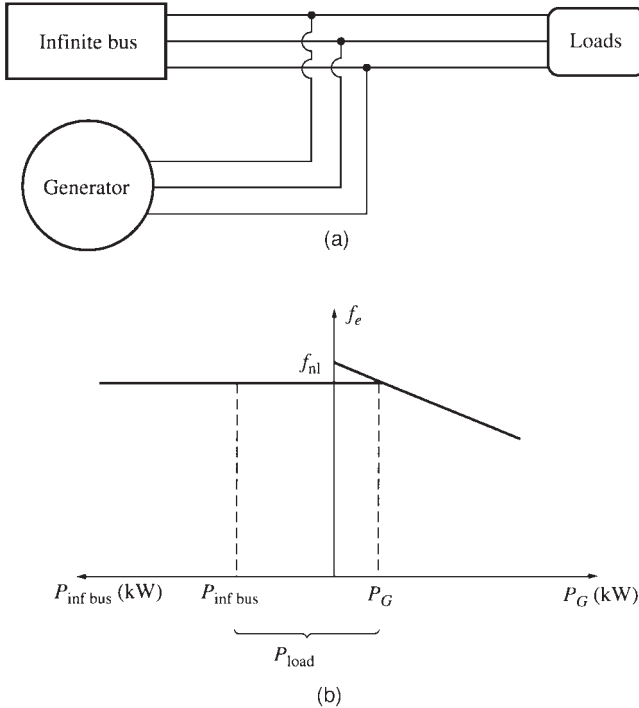 Infinite bus
Loads
Generator
(a)
f_e
f_nl
P_inf bus (kW)
P_inf bus
P_G
P_G (kW)
P_load
(b)